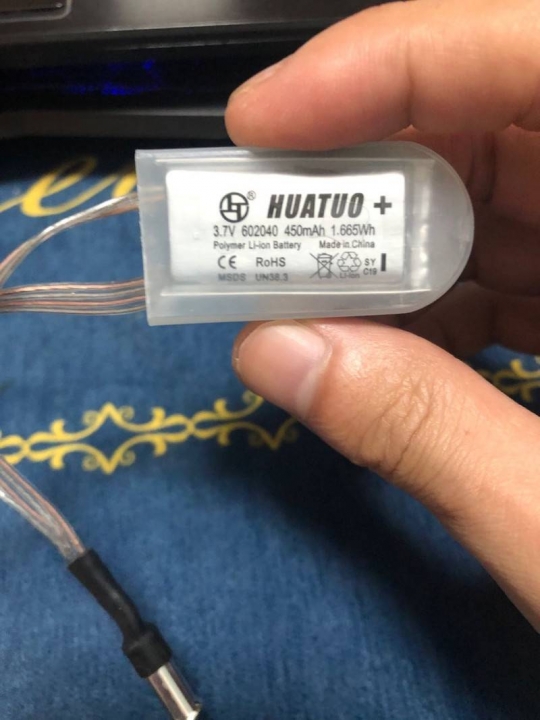 HT® HUATUO +
3.7V 602040 450mAh 1.665Wh
Polymer Li-ion Battery Made in China
CE RoHS SY
MSDS UN38.3 Li-ion C19